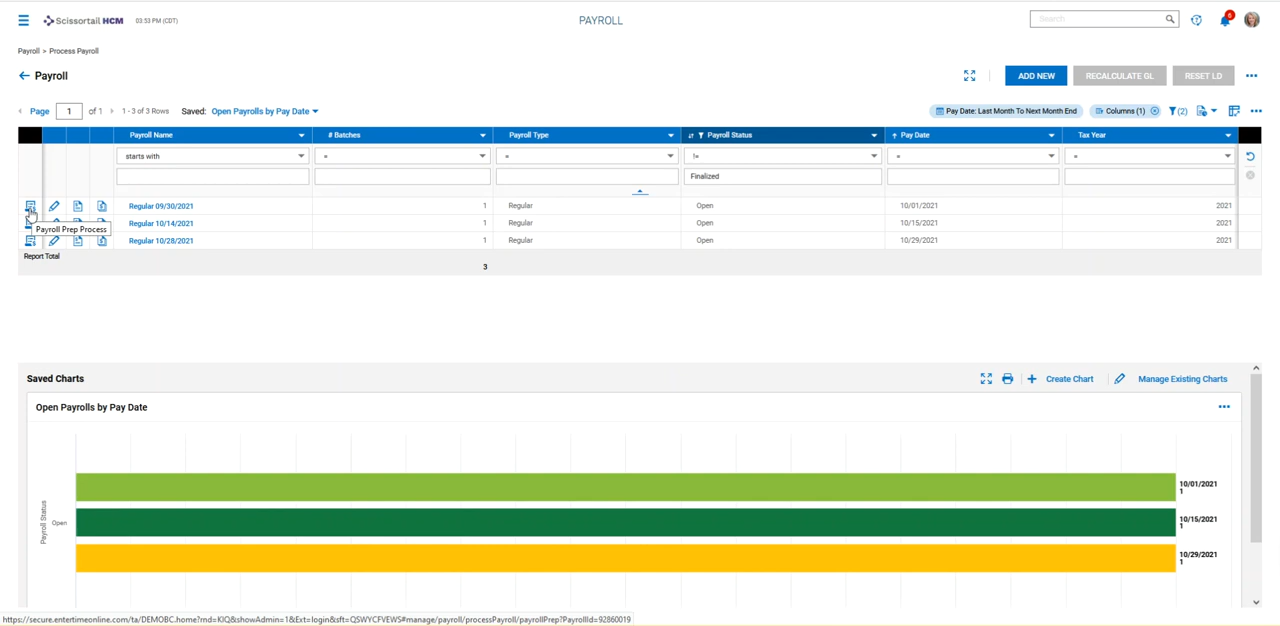 Scissortail HCM 03:53 PM (CDT) PAYROLL Search 6
Payroll > Process Payroll
Payroll ADD NEW RECALCULATE GL RESET LD
Page 1 of 1 1 - 3 of 3 Rows Saved: Open Payrolls by Pay Date Pay Date: Last Month To Next Month End Columns (1) (2)
Payroll Name # Batches Payroll Type Payroll Status Pay Date Tax Year
starts with = = != = =
Finalized
Regular 09/30/2021 1 Regular Open 10/01/2021 2021
Regular 10/14/2021 1 Regular Open 10/15/2021 2021
Payroll Prep Process
Regular 10/28/2021 1 Regular Open 10/29/2021 2021
Report Total
3
Saved Charts Create Chart Manage Existing Charts
Open Payrolls by Pay Date
Payroll Status
Open
10/01/2021
1
10/15/2021
1
10/29/2021
1
https://secure.entertimeonline.com/ta/DEMOBC.home?rnd=KIQ&showAdmin=1&Ext=login&sft=QSWYCFVEWS#manage/payroll/processPayroll/payrollPrep?PayrollId=92860019